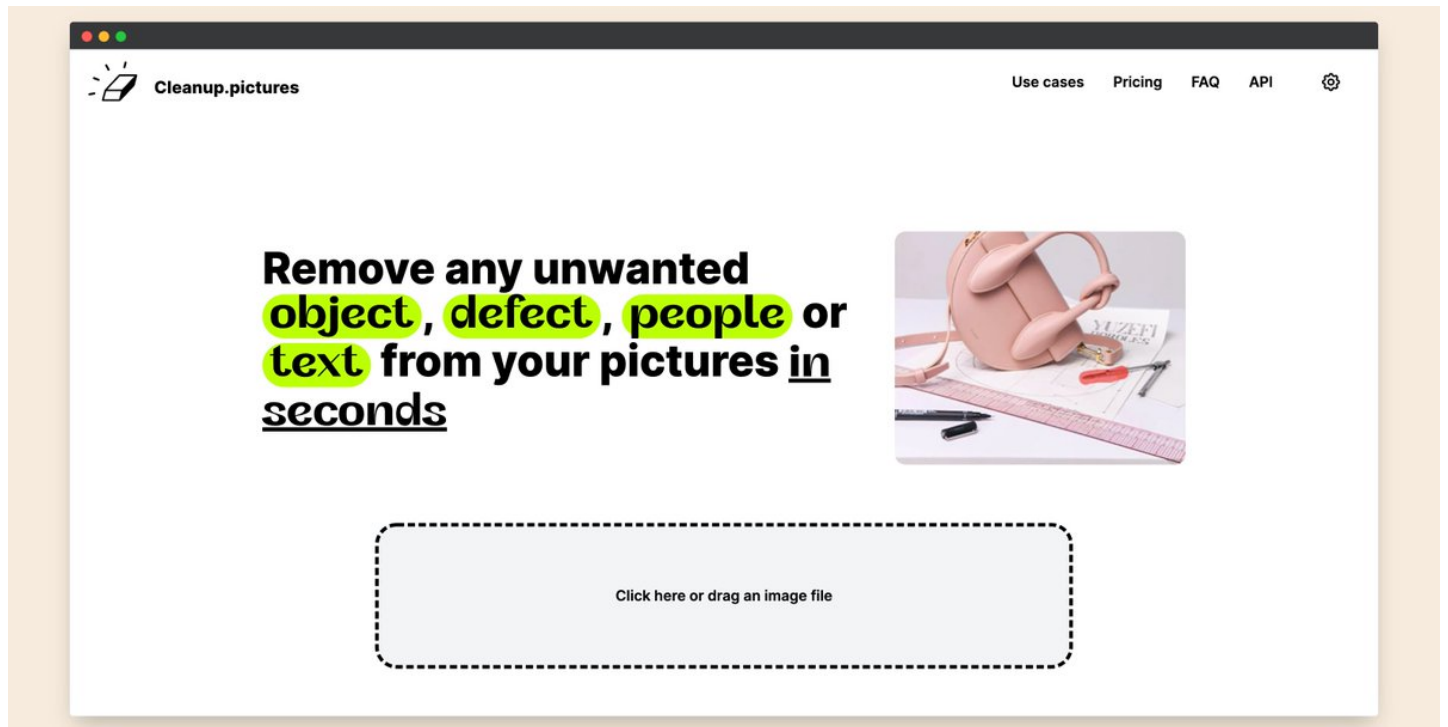 Cleanup.pictures
Use cases Pricing FAQ API
Remove any unwanted
object, defect, people or
text from your pictures in
seconds
YUZEFI
Click here or drag an image file